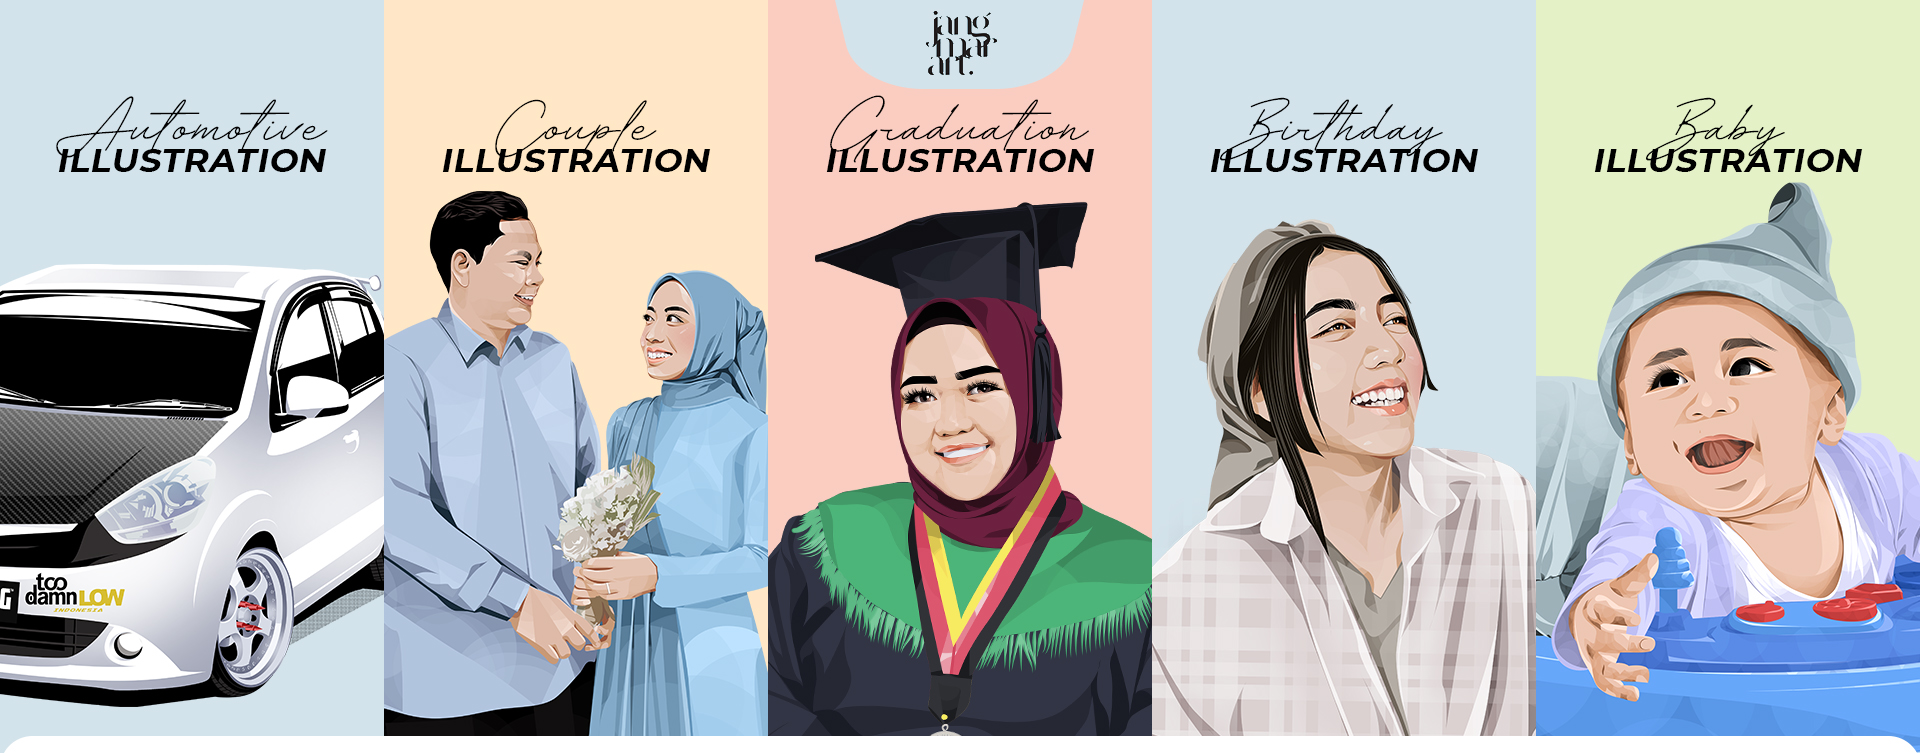 jang
mar
art.
Automotive
ILLUSTRATION
Couple
ILLUSTRATION
Graduation
ILLUSTRATION
Birthday
ILLUSTRATION
Baby
ILLUSTRATION
G
too
damn LOW
INDONESIA